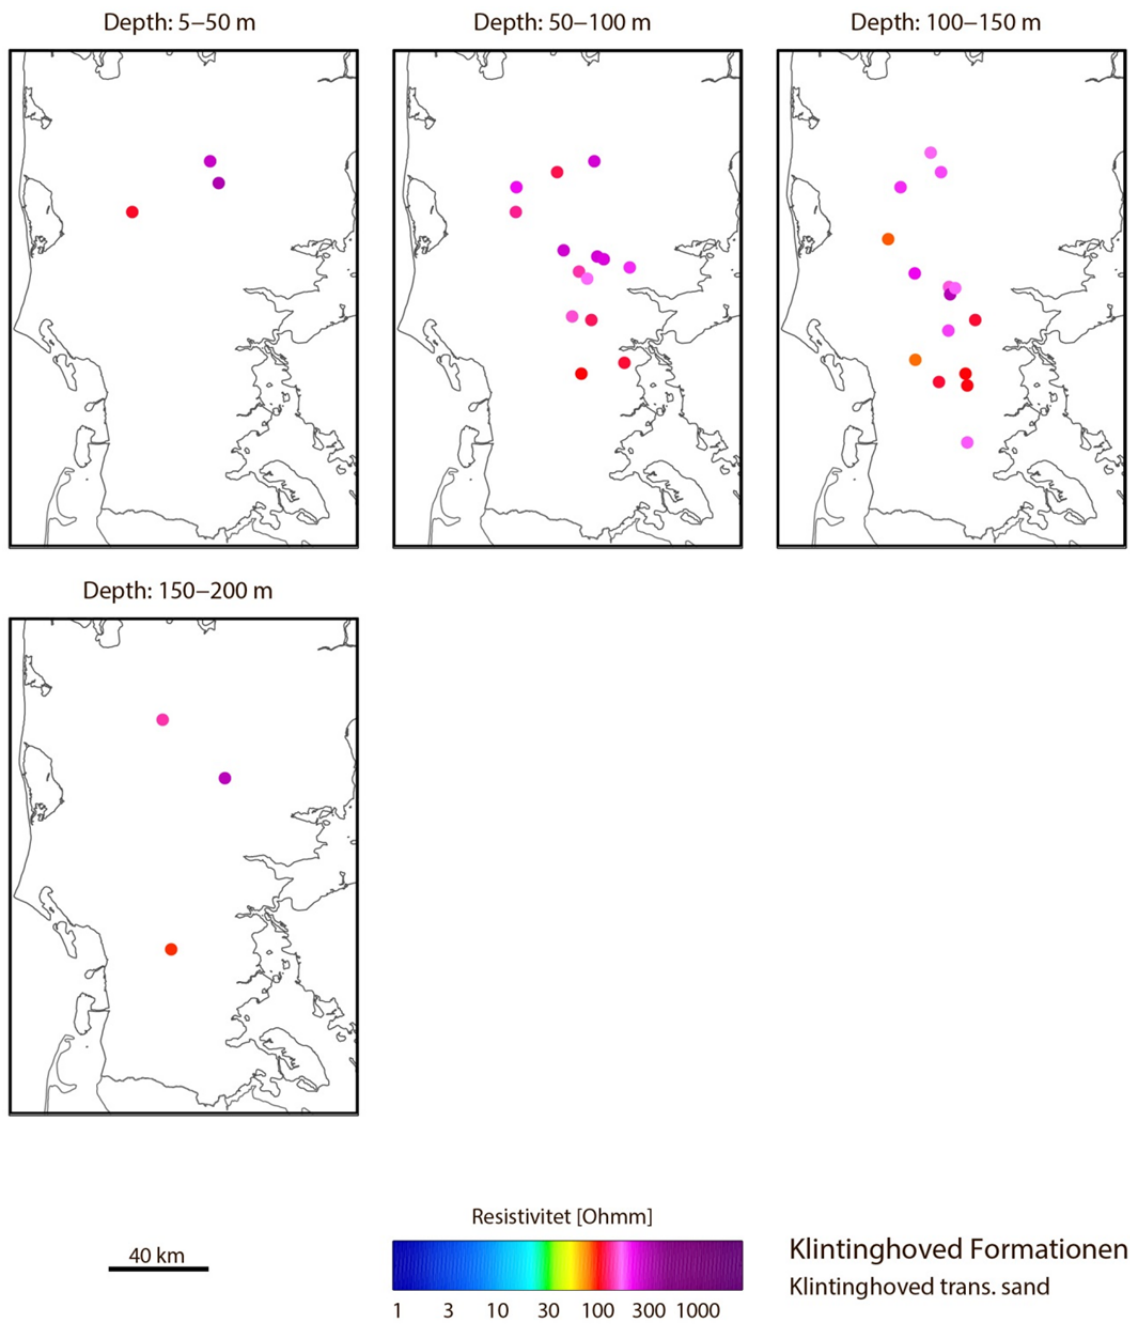 Depth: 5–50 m
Depth: 50–100 m
Depth: 100–150 m
Depth: 150–200 m
40 km
Resistivitet [Ohmm]
1 3 10 30 100 300 1000
Klintinghoved Formationen
Klintinghoved trans. sand